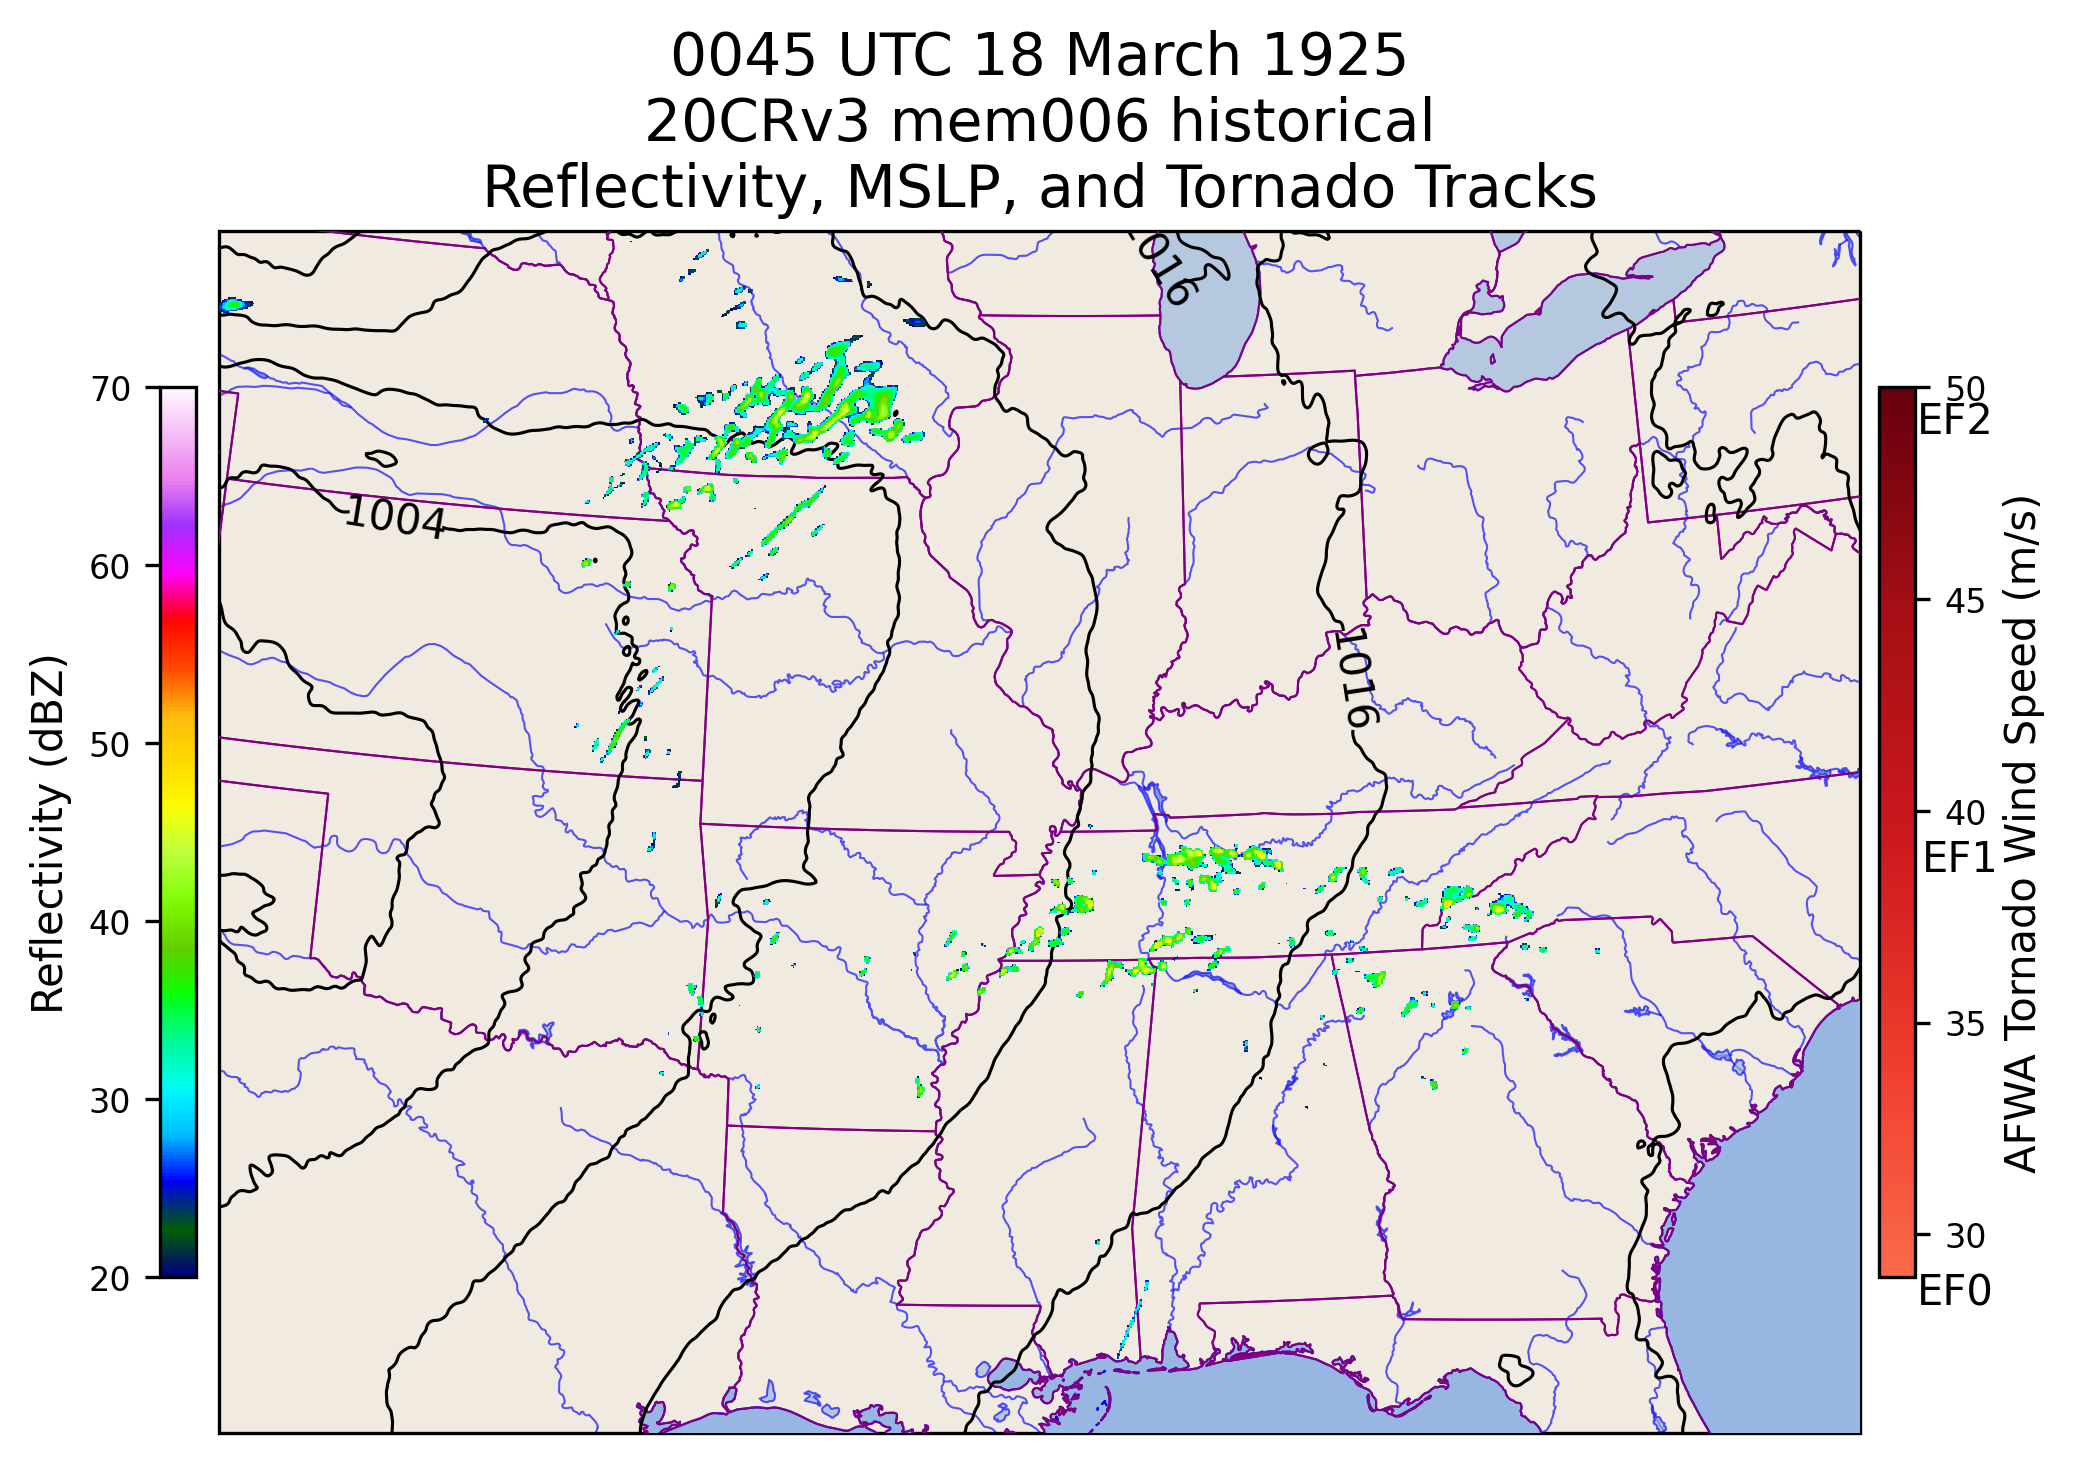 0045 UTC 18 March 1925
20CRv3 mem006 historical
Reflectivity, MSLP, and Tornado Tracks
Reflectivity (dBZ)
70
60
50
40
30
20
1004
1016
1016
50
EF2
45
40
EF1
35
30
EF0
AFWA Tornado Wind Speed (m/s)